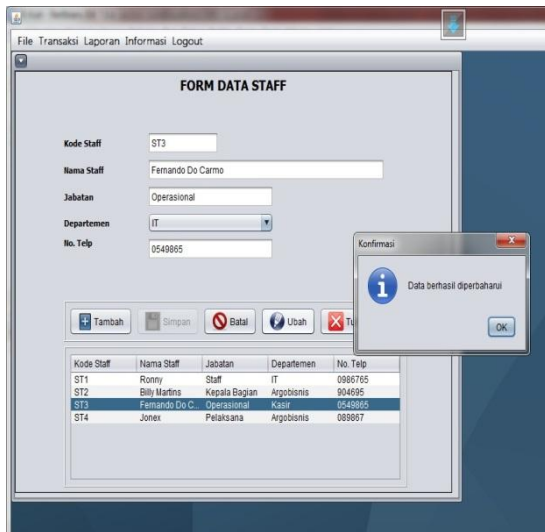 File Transaksi Laporan Informasi Logout
FORM DATA STAFF
Kode Staff ST3
Nama Staff Fernando Do Carmo
Jabatan Operasional
Departemen IT
No. Telp 0549865
Konfirmasi
Data berhasil diperbaharui
OK
Tambah Simpan Batal Ubah
Kode Staff Nama Staff Jabatan Departemen No. Telp
ST1 Ronny Staff IT 0986765
ST2 Billy Martins Kepala Bagian Argobisnis 904695
ST3 Fernando Do C... Operasional Kasir 0549865
ST4 Jonex Pelaksana Argobisnis 089867